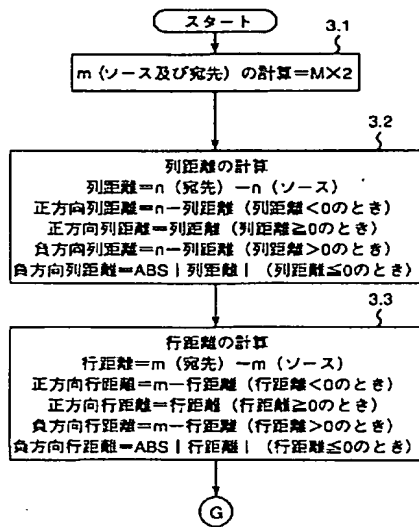 スタート
3.1
m（ソース及び宛先）の計算=M×2
3.2
列距離の計算
列距離=n（宛先）−n（ソース）
正方向列距離=n−列距離（列距離<0のとき）
正方向列距離=列距離（列距離≧0のとき）
負方向列距離=n−列距離（列距離>0のとき）
負方向列距離=ABS｜列距離｜（列距離≦0のとき）
3.3
行距離の計算
行距離=m（宛先）−m（ソース）
正方向行距離=m−行距離（行距離<0のとき）
正方向行距離=行距離（行距離≧0のとき）
負方向行距離=m−行距離（行距離>0のとき）
負方向行距離=ABS｜行距離｜（行距離≦0のとき）
G